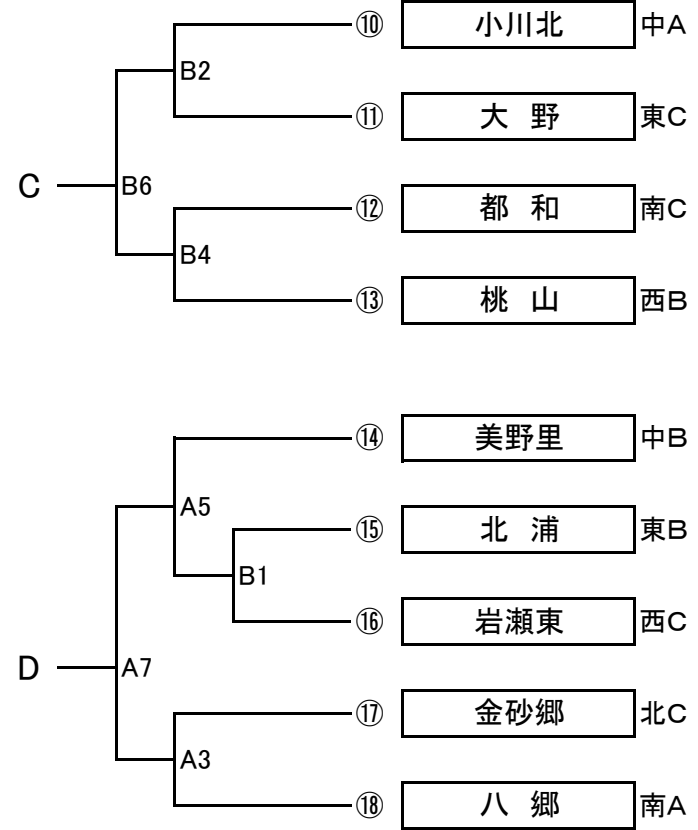 ⑩ 小川北 中A
B2
⑪ 大 野 東C
C B6
⑫ 都 和 南C
B4
⑬ 桃 山 西B
⑭ 美野里 中B
A5
⑮ 北 浦 東B
B1
⑯ 岩瀬東 西C
D A7
⑰ 金砂郷 北C
A3
⑱ 八 郷 南A